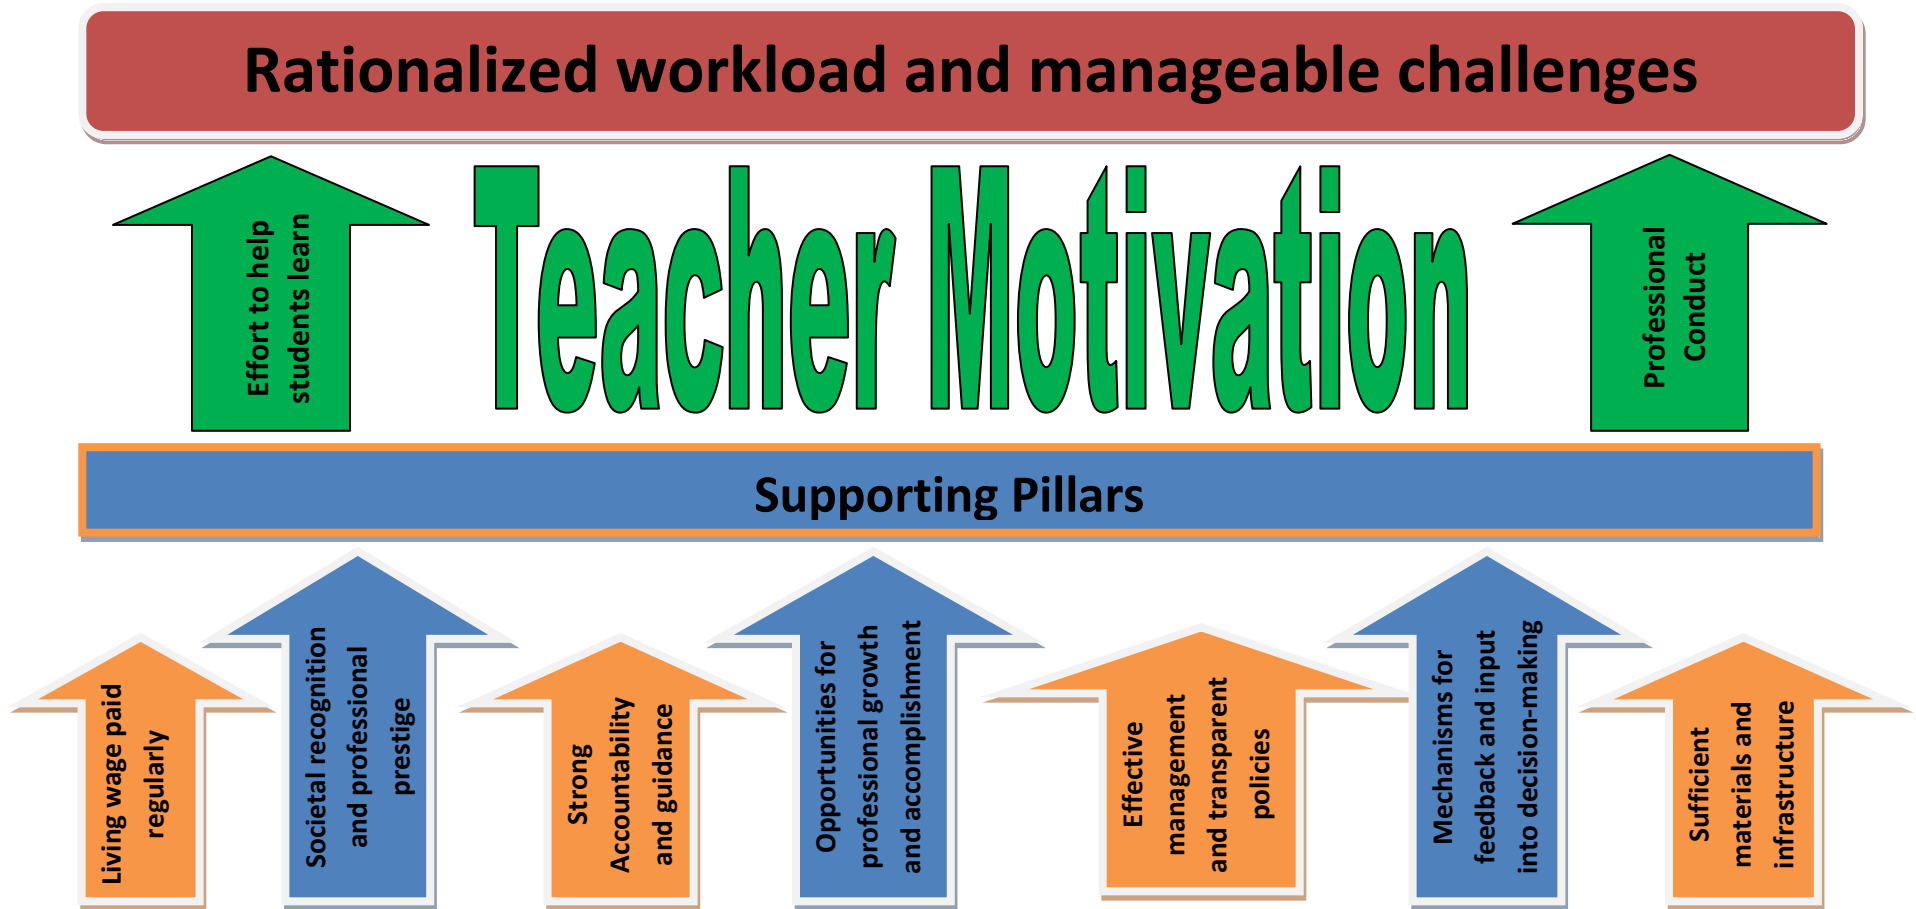 Rationalized workload and manageable challenges
Effort to help
students learn
Teacher Motivation
Professional
Conduct
Supporting Pillars
Living wage paid
regularly
Societal recognition
and professional
prestige
Strong
Accountability
and guidance
Opportunities for
professional growth
and accomplishment
Effective
management
and transparent
policies
Mechanisms for
feedback and input
into decision-making
Sufficient
materials and
infrastructure